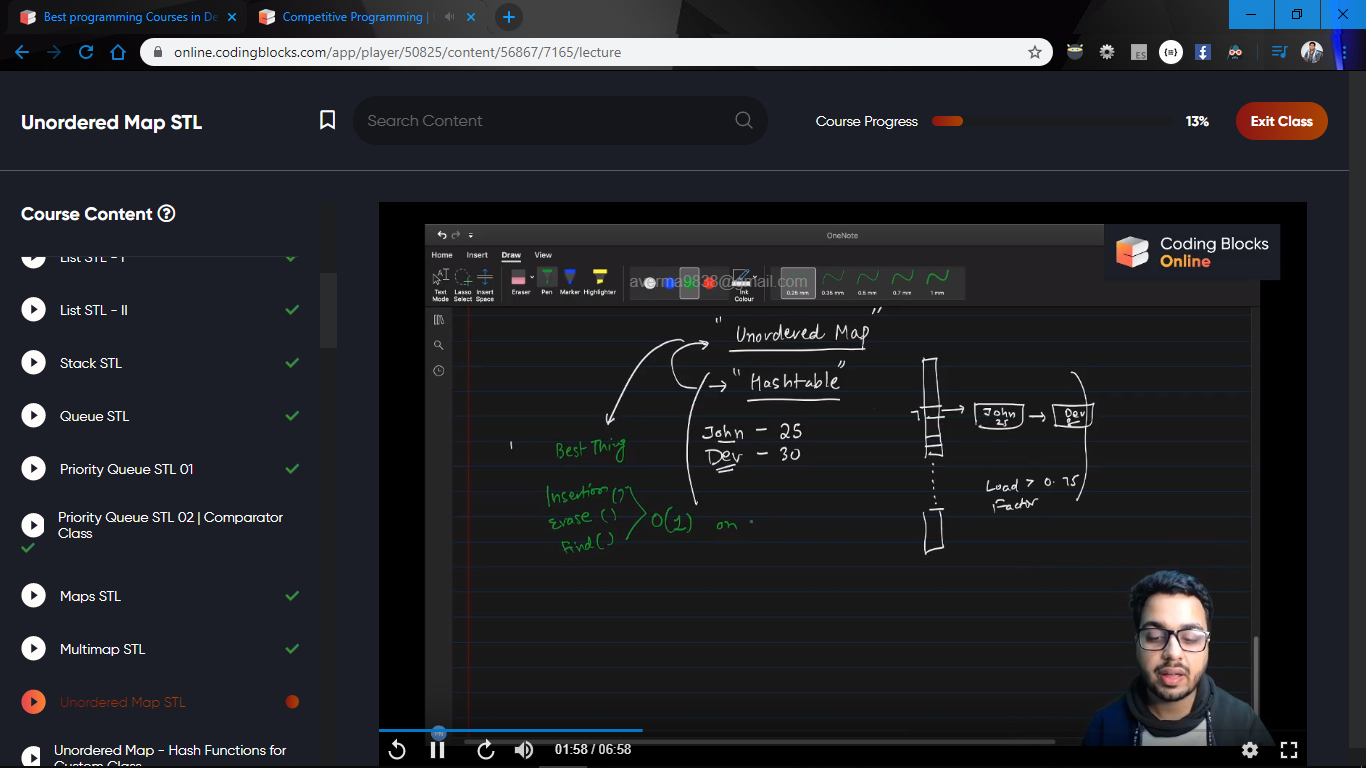 Best programming Courses in De
Competitive Programming |
online.codingblocks.com/app/player/50825/content/56867/7165/lecture
Unordered Map STL
Search Content
Course Progress
13%
Exit Class
Course Content
List STL - I
List STL - II
Stack STL
Queue STL
Priority Queue STL 01
Priority Queue STL 02 | Comparator
Class
Maps STL
Multimap STL
Unordered Map STL
Unordered Map - Hash Functions for
Custom Class
OneNote
Home Insert Draw View
Text Mode
Lasso Select
Insert Space
Eraser
Pen
Marker
Highlighter
Ink Colour
0.25 mm
0.35 mm
0.5 mm
0.7 mm
1 mm
averma9838@gmail.com
Coding Blocks
Online
"Unordered Map"
→ "Hashtable"
John - 25
Dev - 30
Best Thing
Insertion()
Erase ()
Find()
O(1) on
7
John
25
Dev
Load > 0.75
Factor
01:58 / 06:58